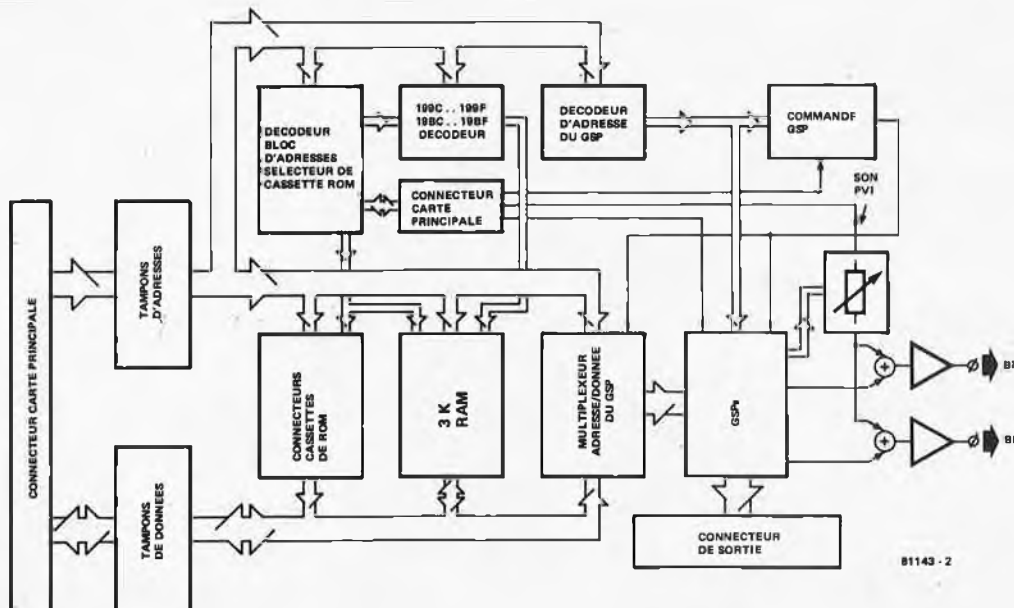 199C .. 199F
19BC .. 19BF
DECODEUR
DECODEUR
BLOC
D'ADRESSES
SELECTEUR DE
CASSETTE ROM
DECODEUR
D'ADRESSE
DU GSP
COMMANDF
GSP
CONNECTEUR
CARTE
PRINCIPALE
SON
PVI
CONNECTEUR CARTE PRINCIPALE
TAMPONS
D'ADRESSES
CONNECTEURS
CASSETTES
DE ROM
3 K
RAM
MULTIPLEXEUR
ADRESSE/DONNEE
DU GSP
GSPs
TAMPONS
DE DONNEES
CONNECTEUR
DE SORTIE
81143 - 2